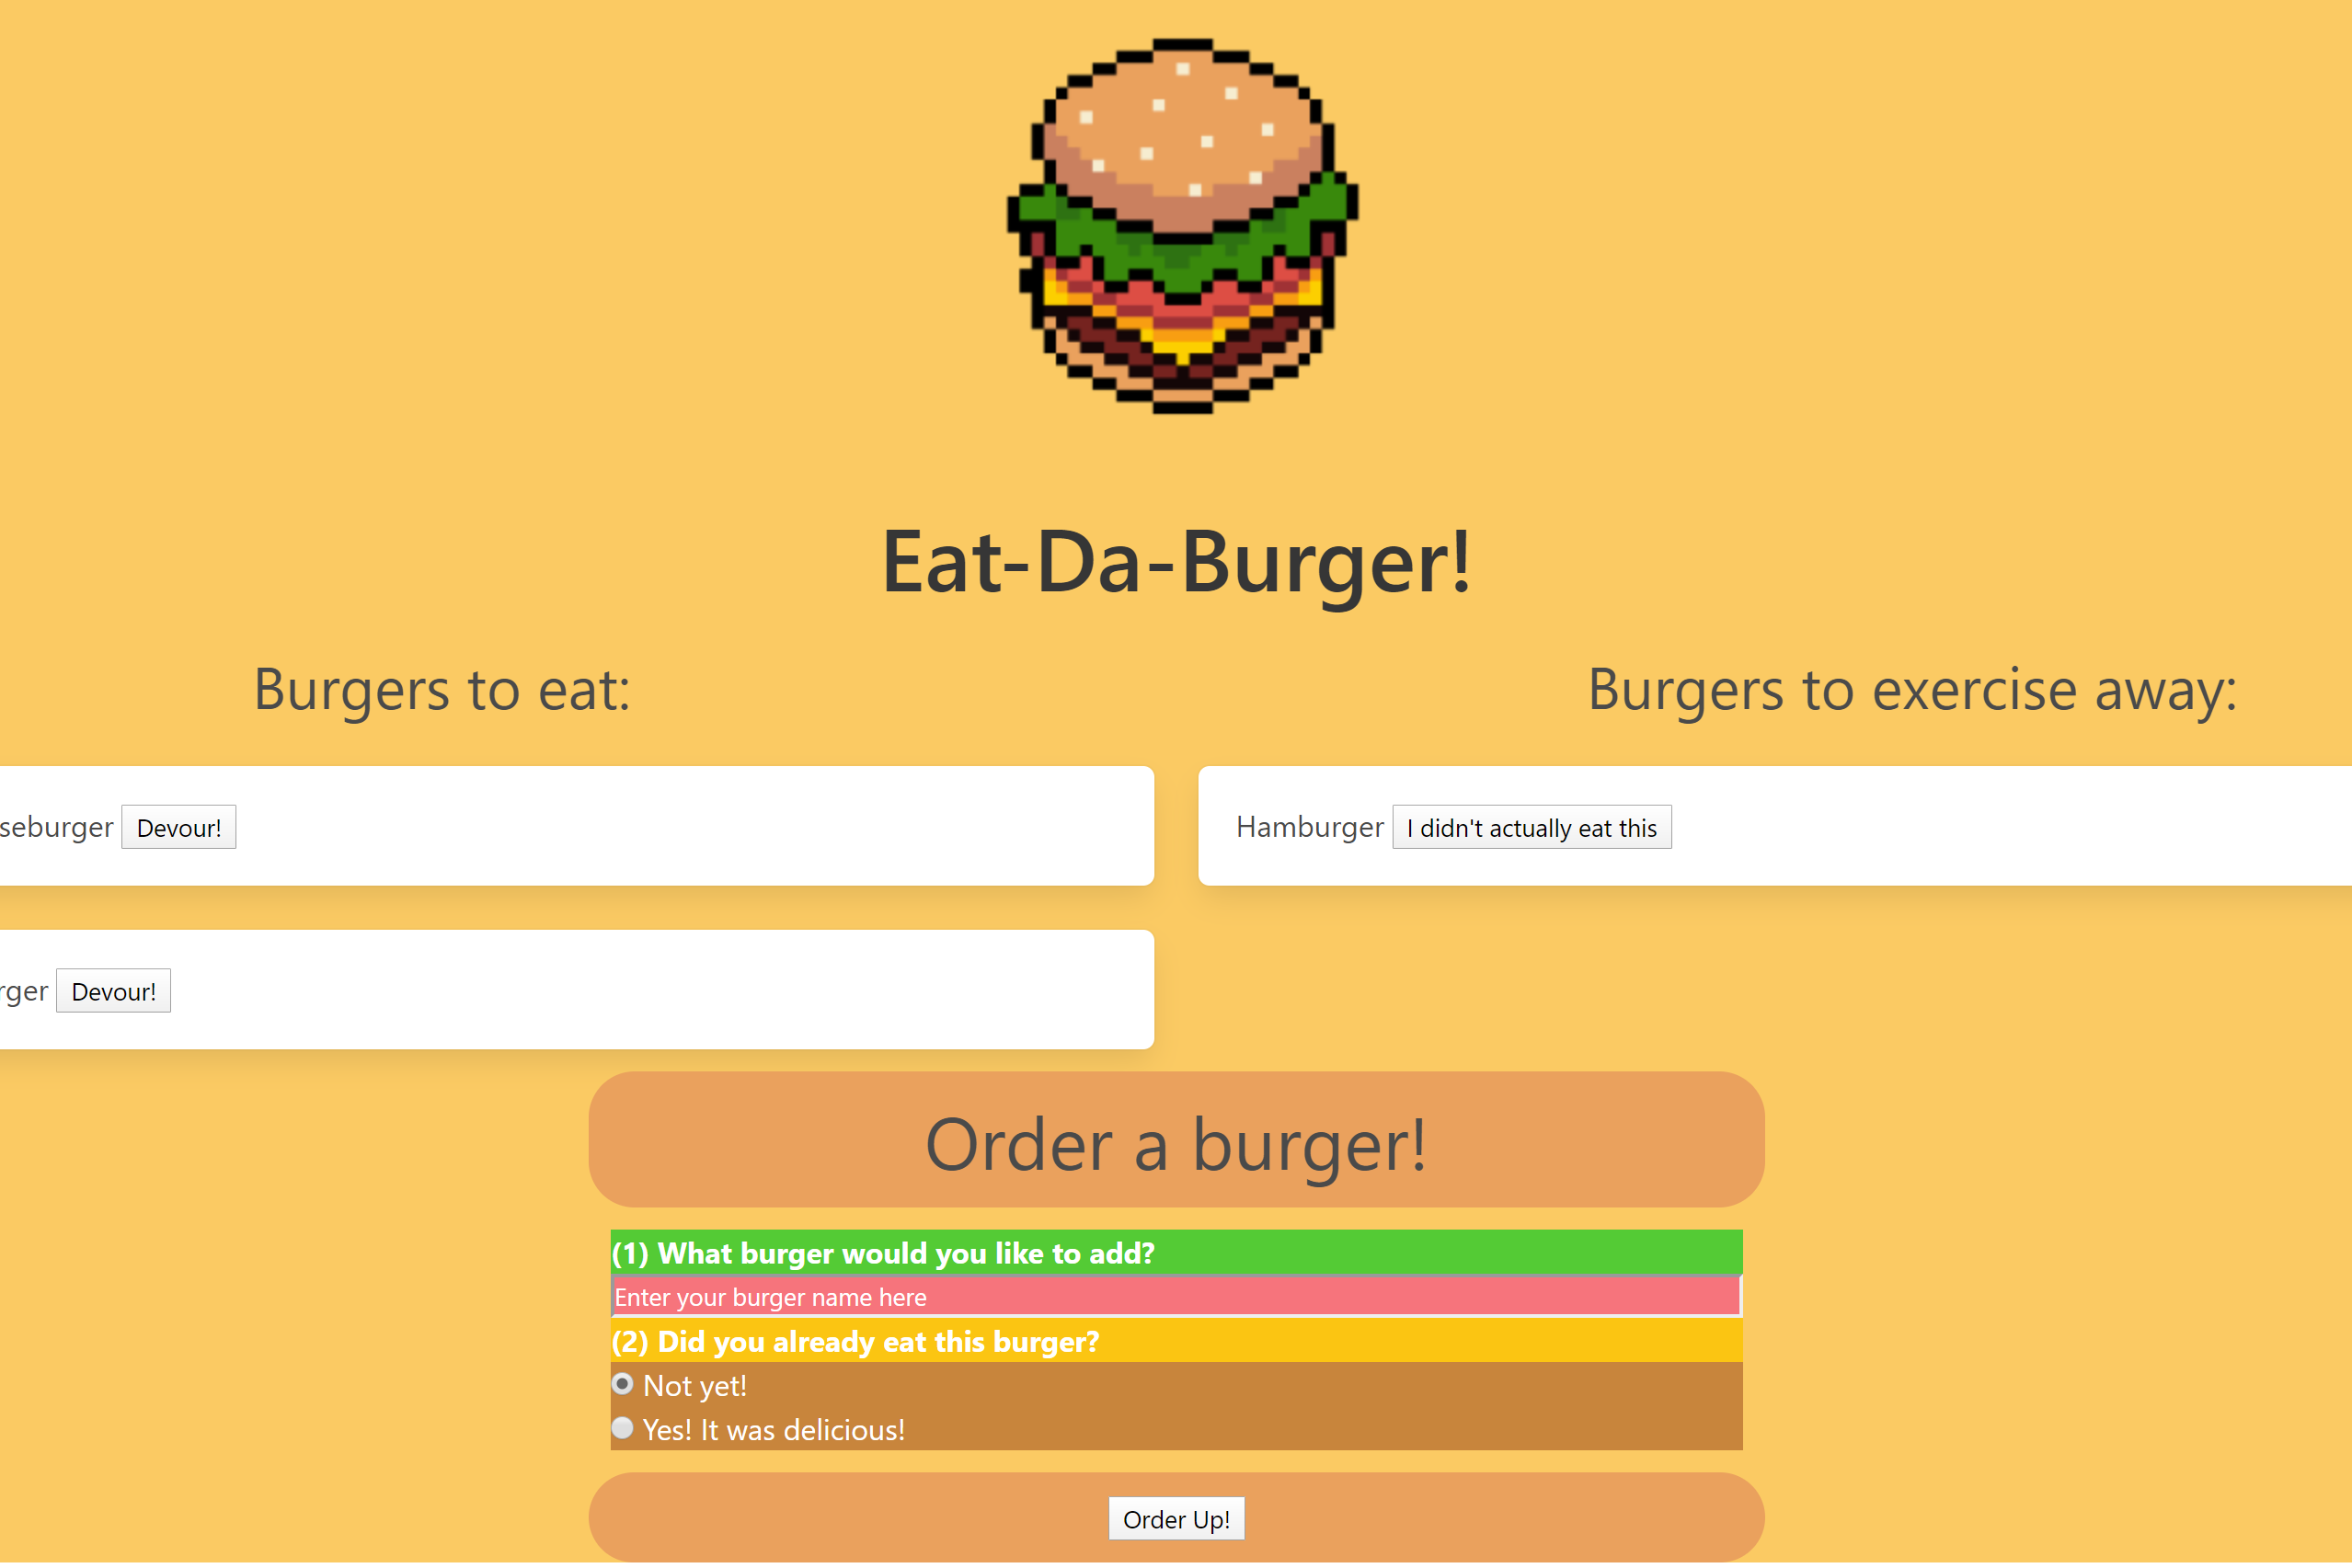 Eat-Da-Burger!
Burgers to eat:
Burgers to exercise away:
seburger Devour!
Hamburger I didn't actually eat this
rger Devour!
Order a burger!
(1) What burger would you like to add?
Enter your burger name here
(2) Did you already eat this burger?
Not yet!
Yes! It was delicious!
Order Up!